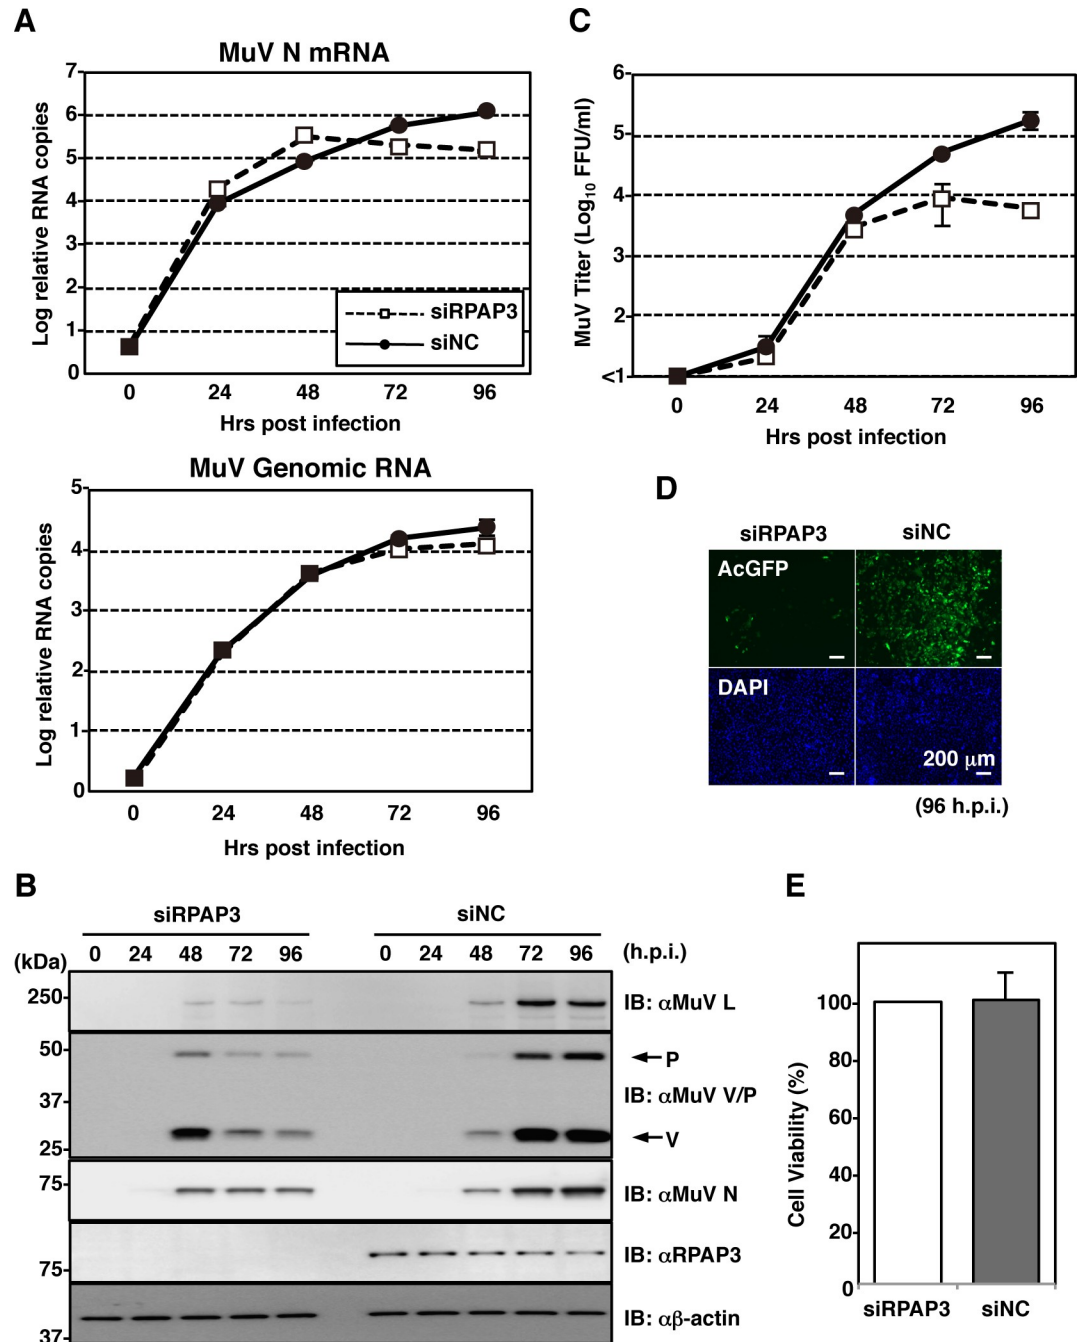 A
MuV N mRNA
7
6
5
4
3
2
1
0
Log relative RNA copies
siRPAP3
siNC
0 24 48 72 96
Hrs post infection
MuV Genomic RNA
5
4
3
2
1
0
Log relative RNA copies
0 24 48 72 96
Hrs post infection
C
6
5
4
3
2
<1
MuV Titer (Log10 FFU/ml)
0 24 48 72 96
Hrs post infection
D
siRPAP3 siNC
AcGFP
DAPI
200 μm
(96 h.p.i.)
B
siRPAP3 siNC
0 24 48 72 96 0 24 48 72 96 (h.p.i.)
(kDa)
250 IB: αMuV L
50 P
37 IB: αMuV V/P
25 V
75 IB: αMuV N
IB: αRPAP3
75
IB: αβ-actin
37
E
100
80
60
40
20
0
Cell Viability (%)
siRPAP3 siNC